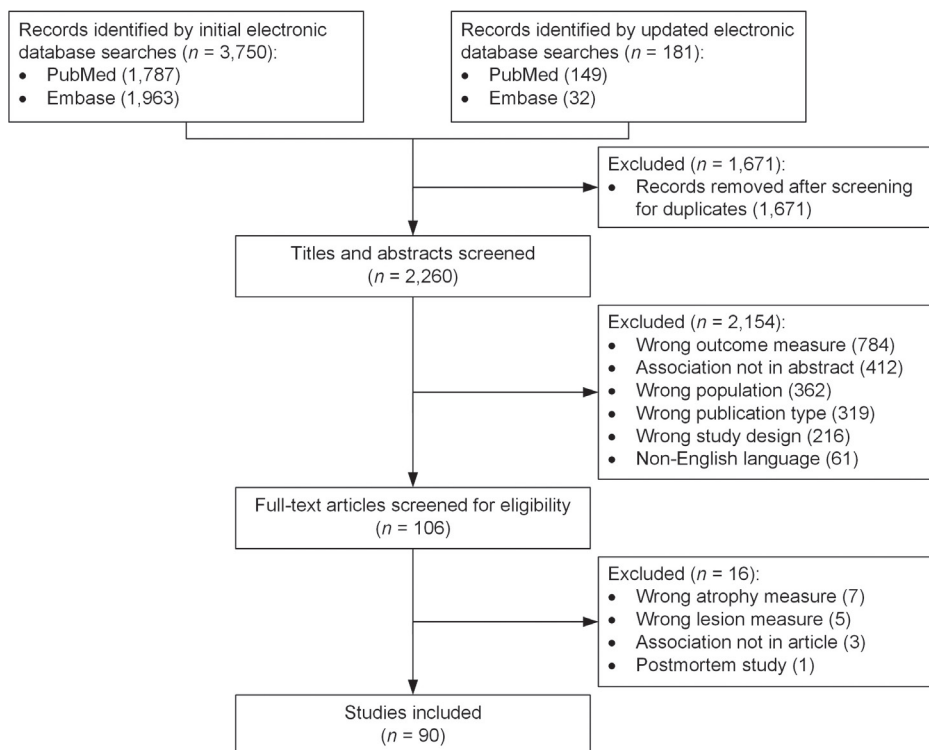 Records identified by initial electronic
database searches (n = 3,750):
• PubMed (1,787)
• Embase (1,963)
Records identified by updated electronic
database searches (n = 181):
• PubMed (149)
• Embase (32)
Excluded (n = 1,671):
• Records removed after screening
for duplicates (1,671)
Titles and abstracts screened
(n = 2,260)
Excluded (n = 2,154):
• Wrong outcome measure (784)
• Association not in abstract (412)
• Wrong population (362)
• Wrong publication type (319)
• Wrong study design (216)
• Non-English language (61)
Full-text articles screened for eligibility
(n = 106)
Excluded (n = 16):
• Wrong atrophy measure (7)
• Wrong lesion measure (5)
• Association not in article (3)
• Postmortem study (1)
Studies included
(n = 90)